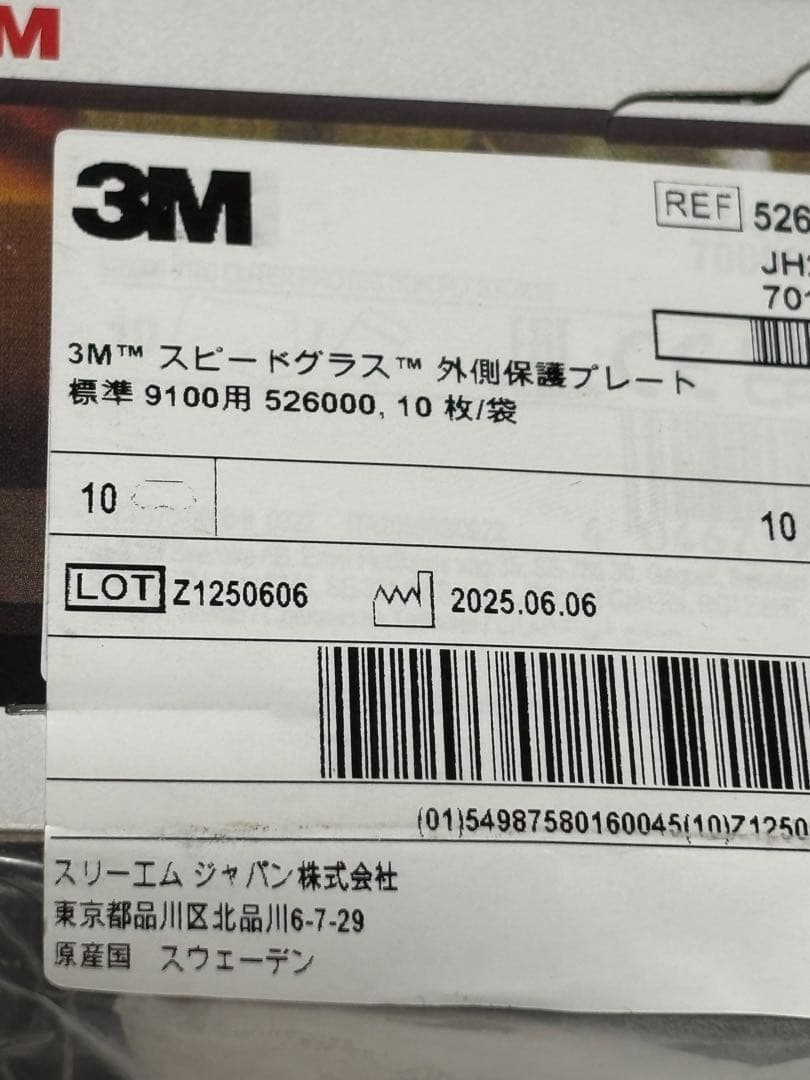 3M
REF 526
JH
70
3M™ スピードグラス™ 外側保護プレート
標準 9100用 526000, 10 枚/袋
10
10
LOT Z1250606
2025.06.06
(01)54987580160045(10)Z1250
スリーエム ジャパン株式会社
東京都品川区北品川6-7-29
原産国 スウェーデン